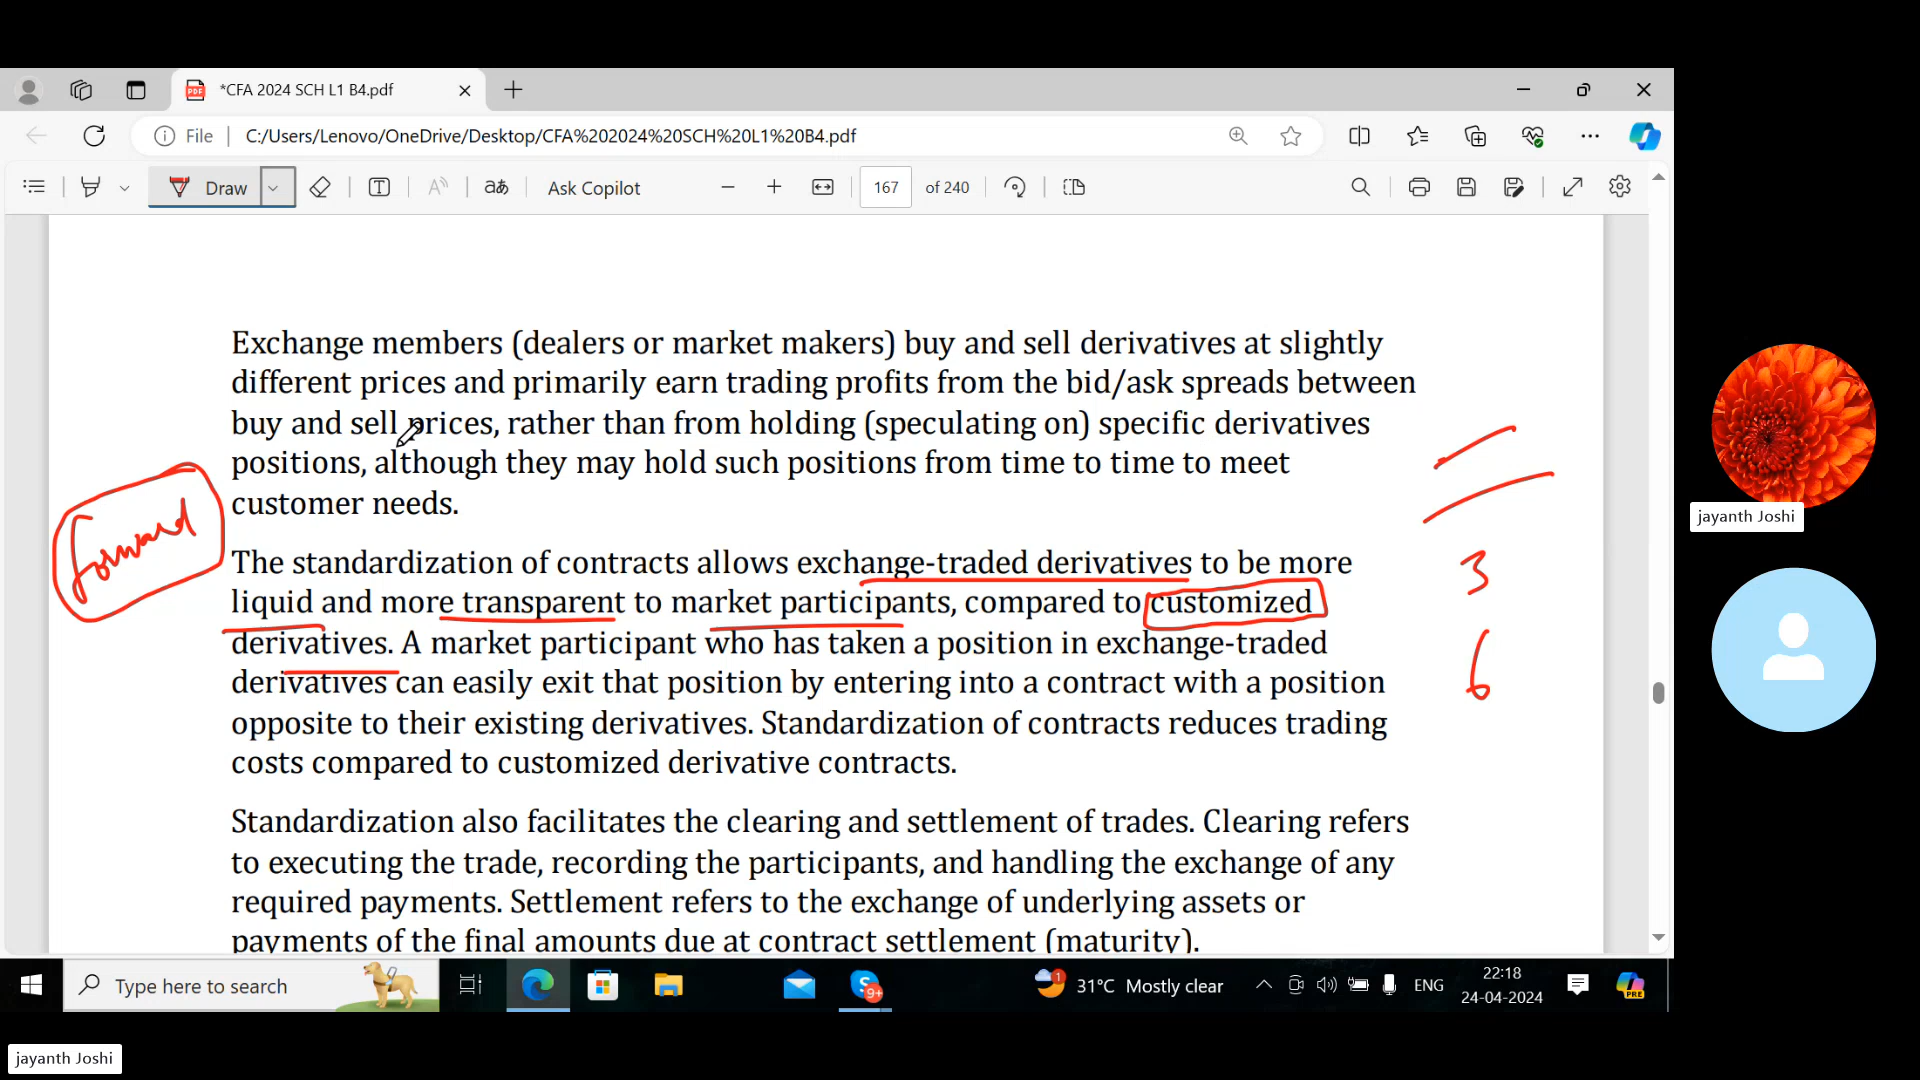 *CFA 2024 SCH L1 B4.pdf
File
C:/Users/Lenovo/OneDrive/Desktop/CFA%202024%20SCH%20L1%20B4.pdf
Draw
aあ
Ask Copilot
167 of 240
Exchange members (dealers or market makers) buy and sell derivatives at slightly
different prices and primarily earn trading profits from the bid/ask spreads between
buy and sell prices, rather than from holding (speculating on) specific derivatives
positions, although they may hold such positions from time to time to meet
customer needs.
forward
The standardization of contracts allows exchange-traded derivatives to be more
liquid and more transparent to market participants, compared to customized
derivatives. A market participant who has taken a position in exchange-traded
derivatives can easily exit that position by entering into a contract with a position
opposite to their existing derivatives. Standardization of contracts reduces trading
costs compared to customized derivative contracts.
3
6
Standardization also facilitates the clearing and settlement of trades. Clearing refers
to executing the trade, recording the participants, and handling the exchange of any
required payments. Settlement refers to the exchange of underlying assets or
payments of the final amounts due at contract settlement (maturity).
jayanth Joshi
Type here to search
9+
1
31°C Mostly clear
ENG
22:18
24-04-2024
PRE
jayanth Joshi